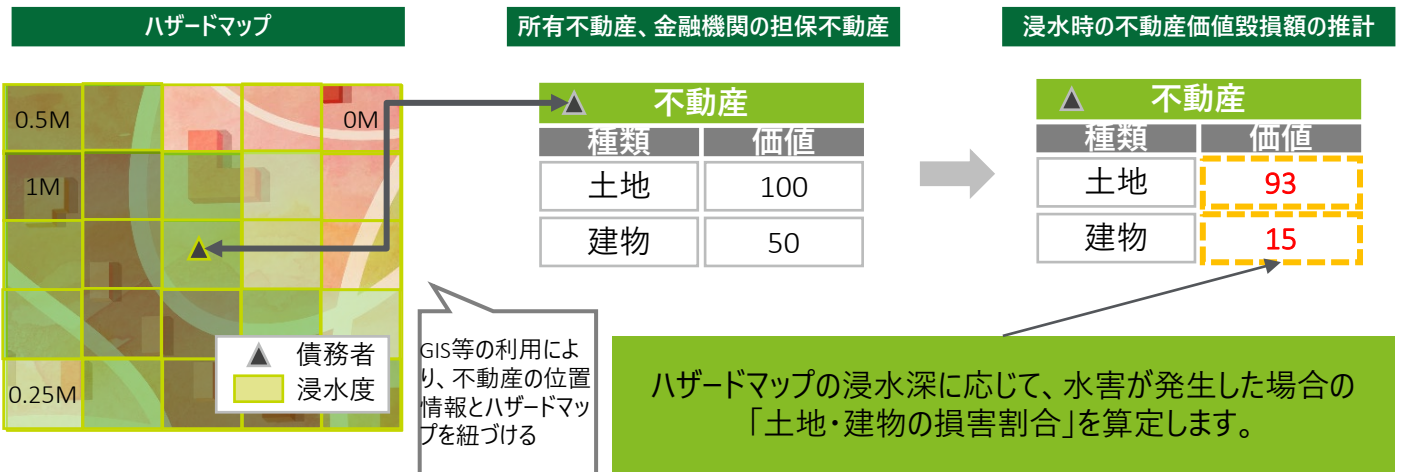 ハザードマップ
所有不動産、金融機関の担保不動産
浸水時の不動産価値毀損額の推計
0.5M
0M
1M
0.25M
債務者
浸水度
不動産
種類 価値
土地 100
建物 50
不動産
種類 価値
土地 93
建物 15
GIS等の利用によ
り、不動産の位置
情報とハザードマッ
プを紐づける
ハザードマップの浸水深に応じて、水害が発生した場合の
「土地・建物の損害割合」を算定します。